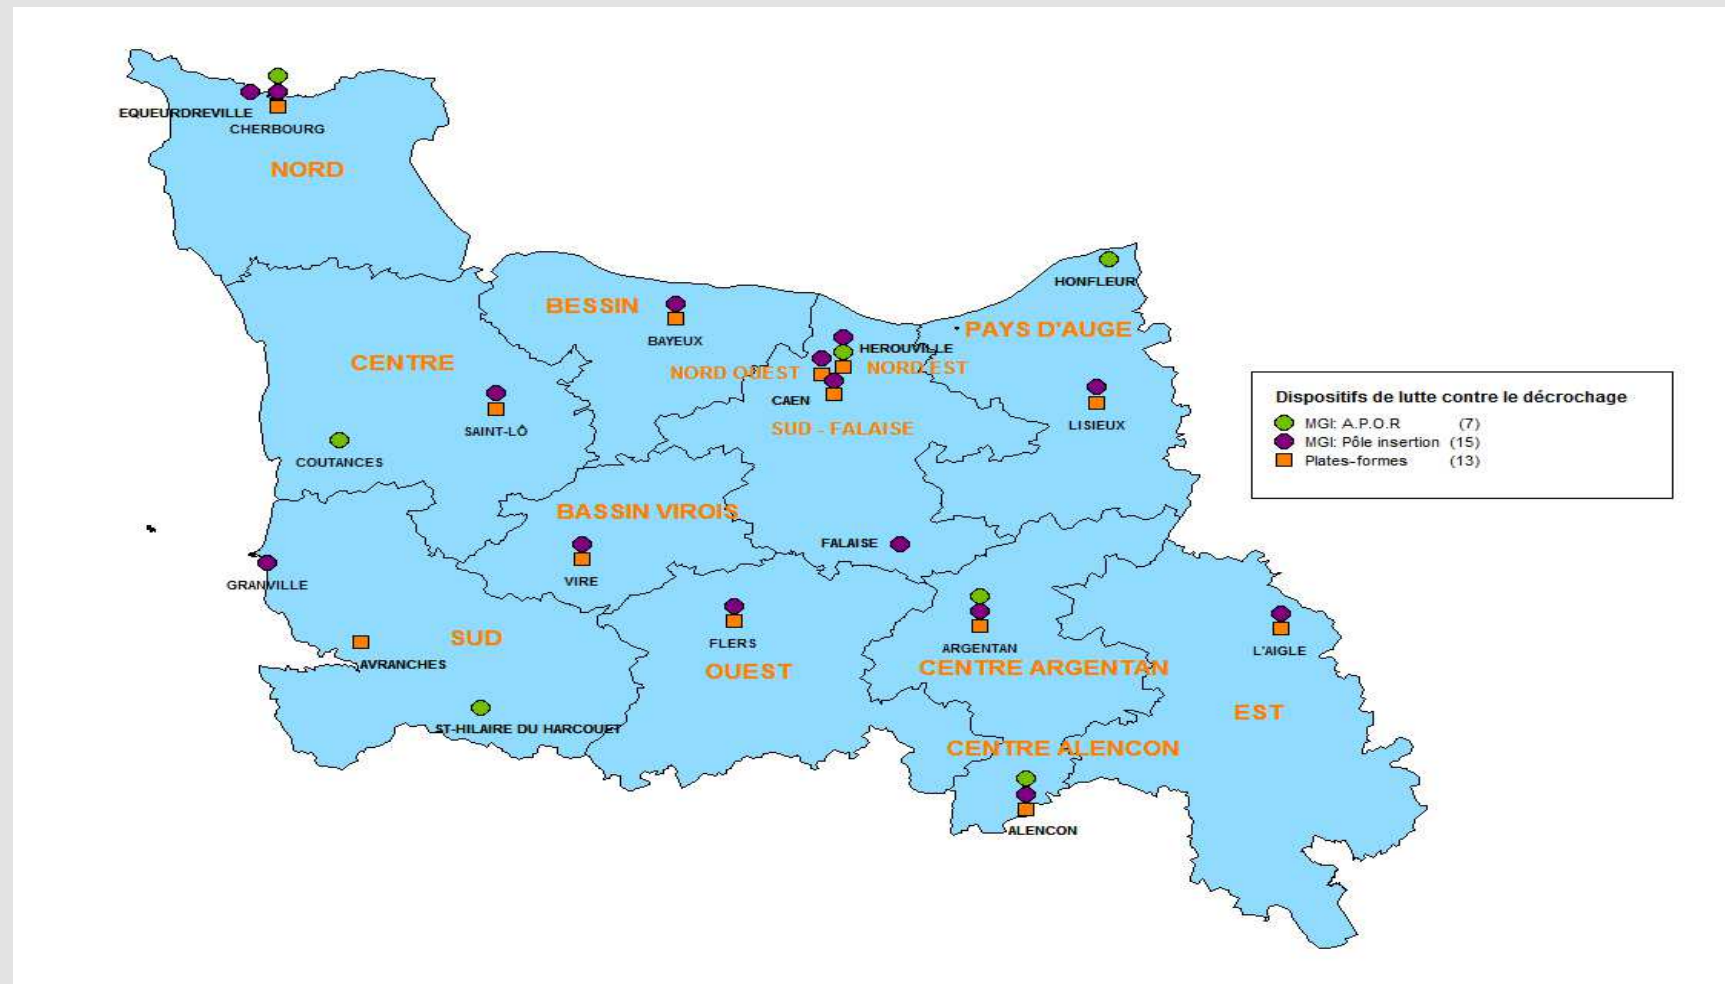 EQUEURDREVILLE
CHERBOURG
NORD
HONFLEUR
BESSIN
PAYS D'AUGE
BAYEUX
HEROUVILLE
CENTRE
NORD OUEST
NORD EST
CAEN
SUD - FALAISE
LISIEUX
SAINT-LÔ
COUTANCES
Dispositifs de lutte contre le décrochage
MGI: A.P.O.R (7)
MGI: Pôle insertion (15)
Plates-formes (13)
BASSIN VIROIS
FALAISE
VIRE
GRANVILLE
SUD
FLERS
ARGENTAN
L'AIGLE
AVRANCHES
OUEST
CENTRE ARGENTAN
EST
ST-HILAIRE DU HARCOUET
CENTRE ALENCON
ALENCON